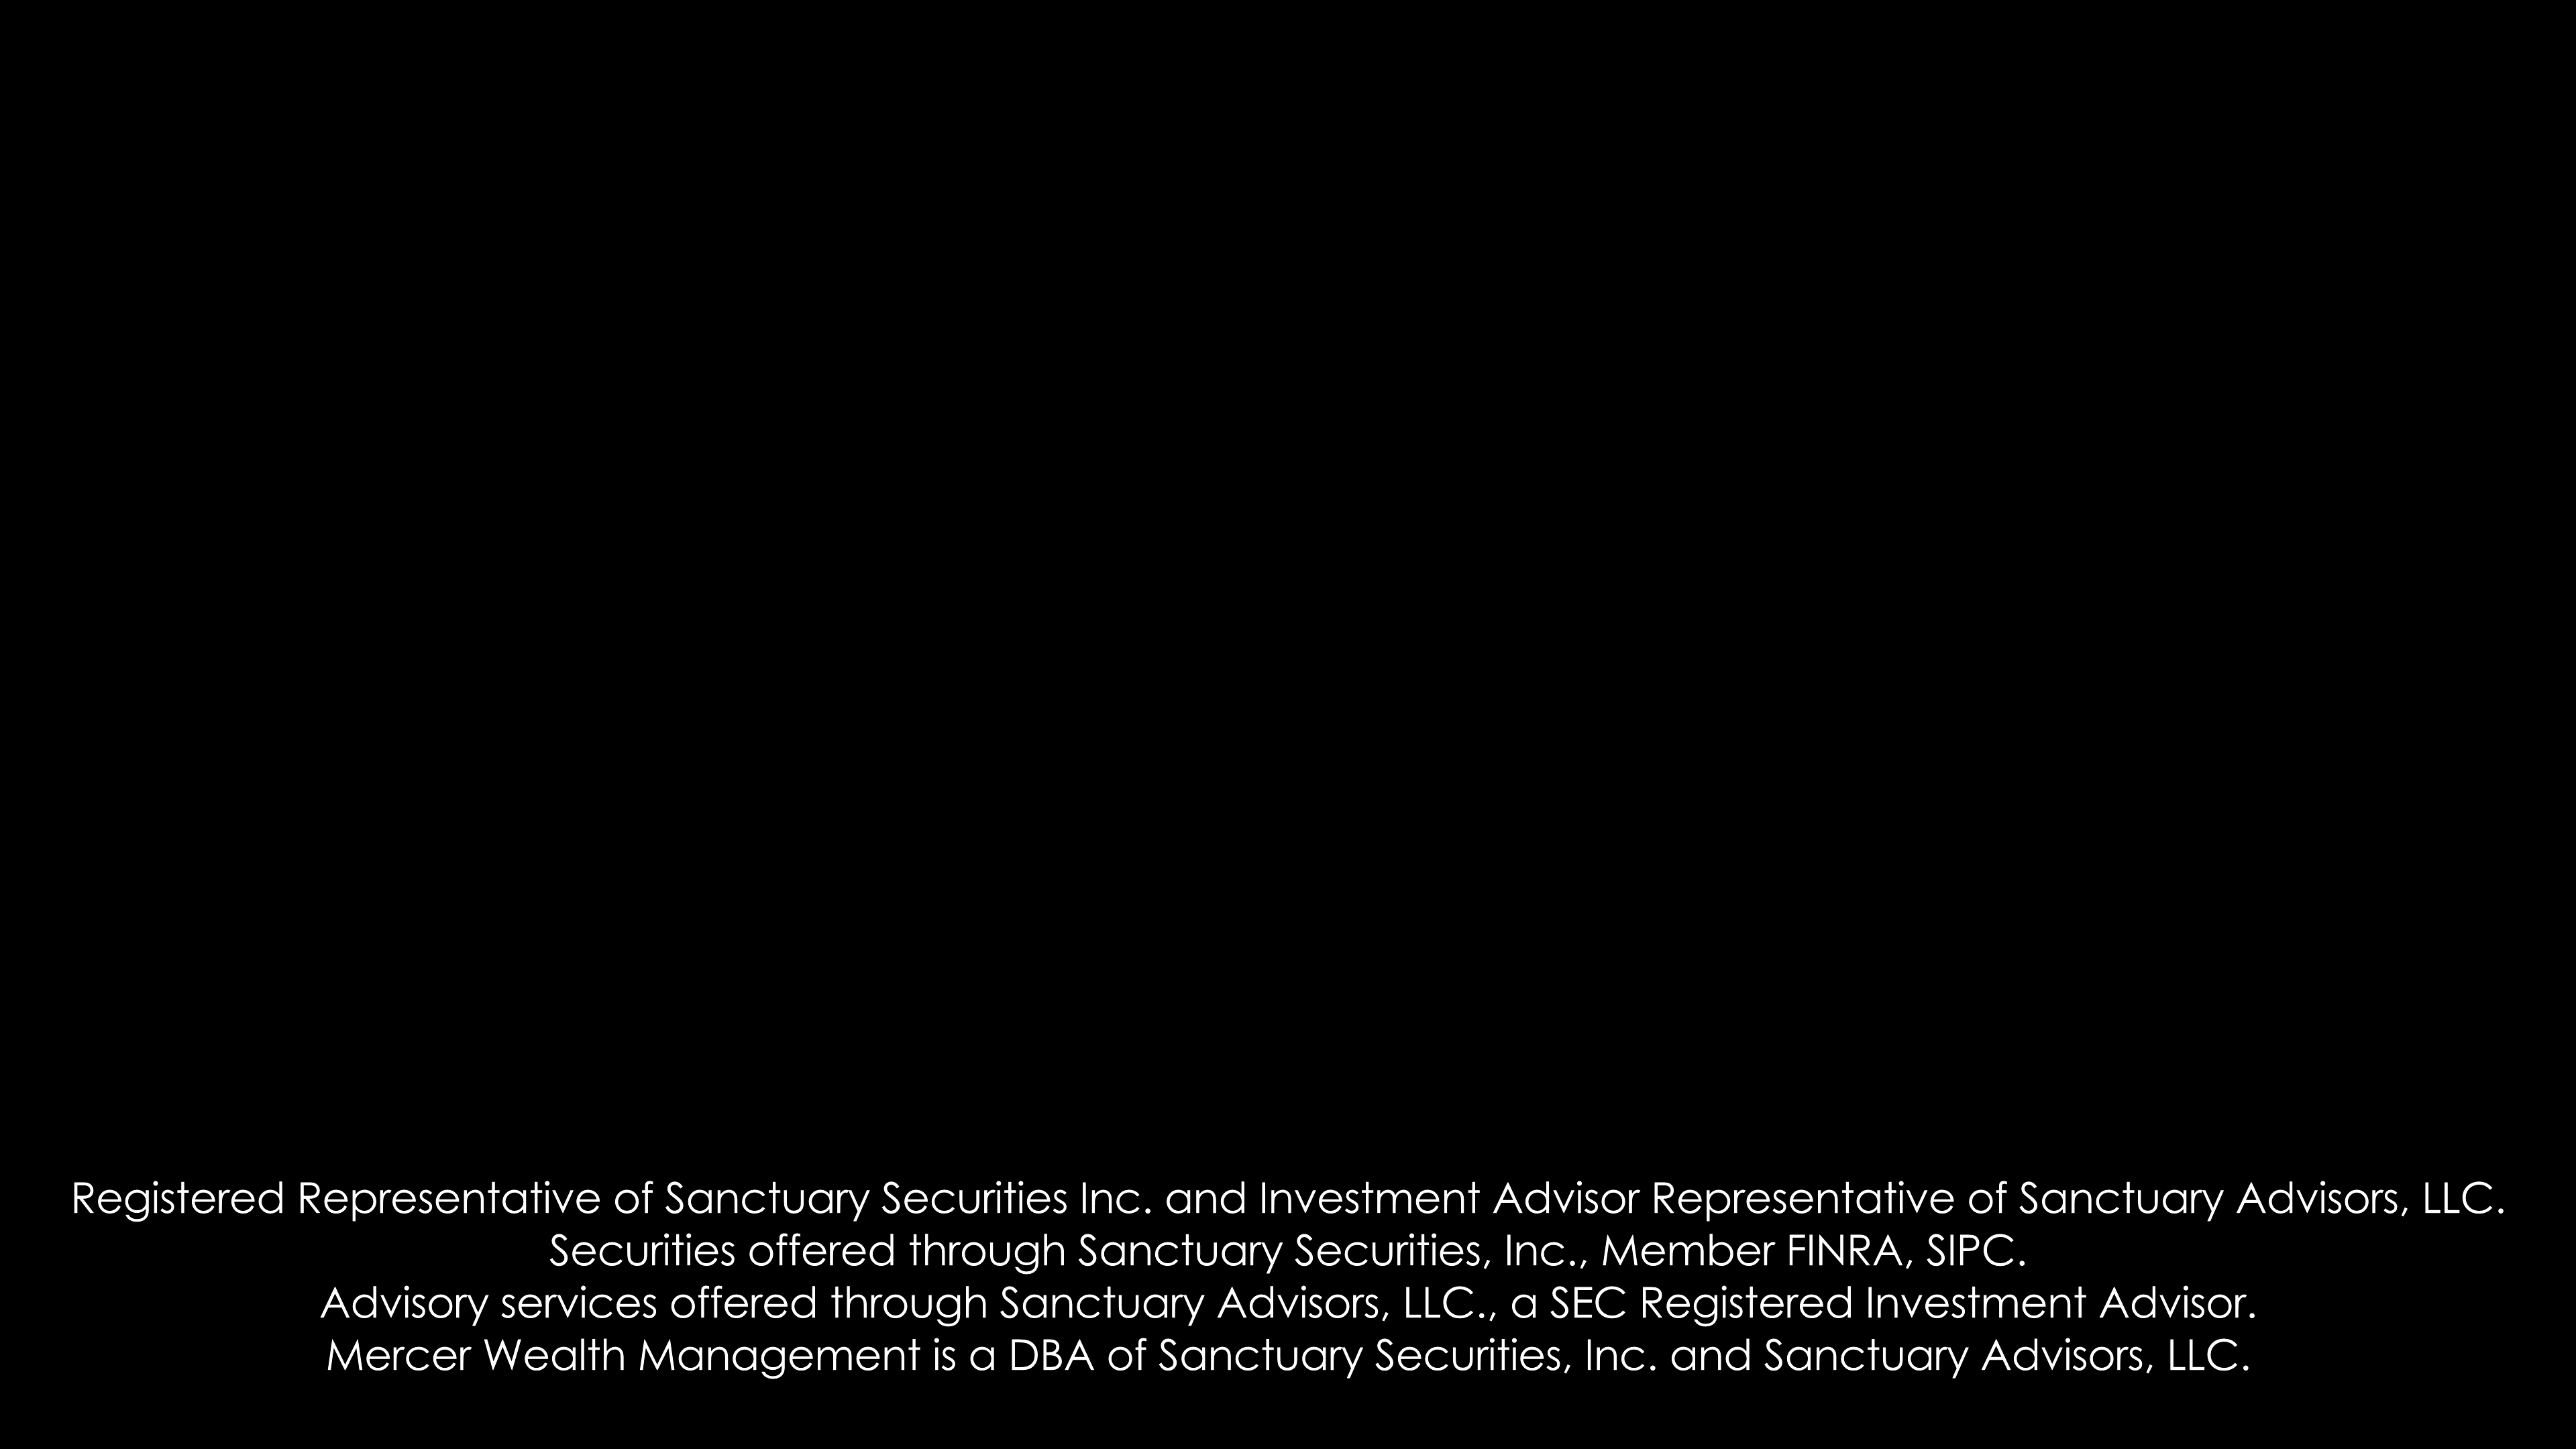 Registered Representative of Sanctuary Securities Inc. and Investment Advisor Representative of Sanctuary Advisors, LLC.
Securities offered through Sanctuary Securities, Inc., Member FINRA, SIPC.
Advisory services offered through Sanctuary Advisors, LLC., a SEC Registered Investment Advisor.
Mercer Wealth Management is a DBA of Sanctuary Securities, Inc. and Sanctuary Advisors, LLC.